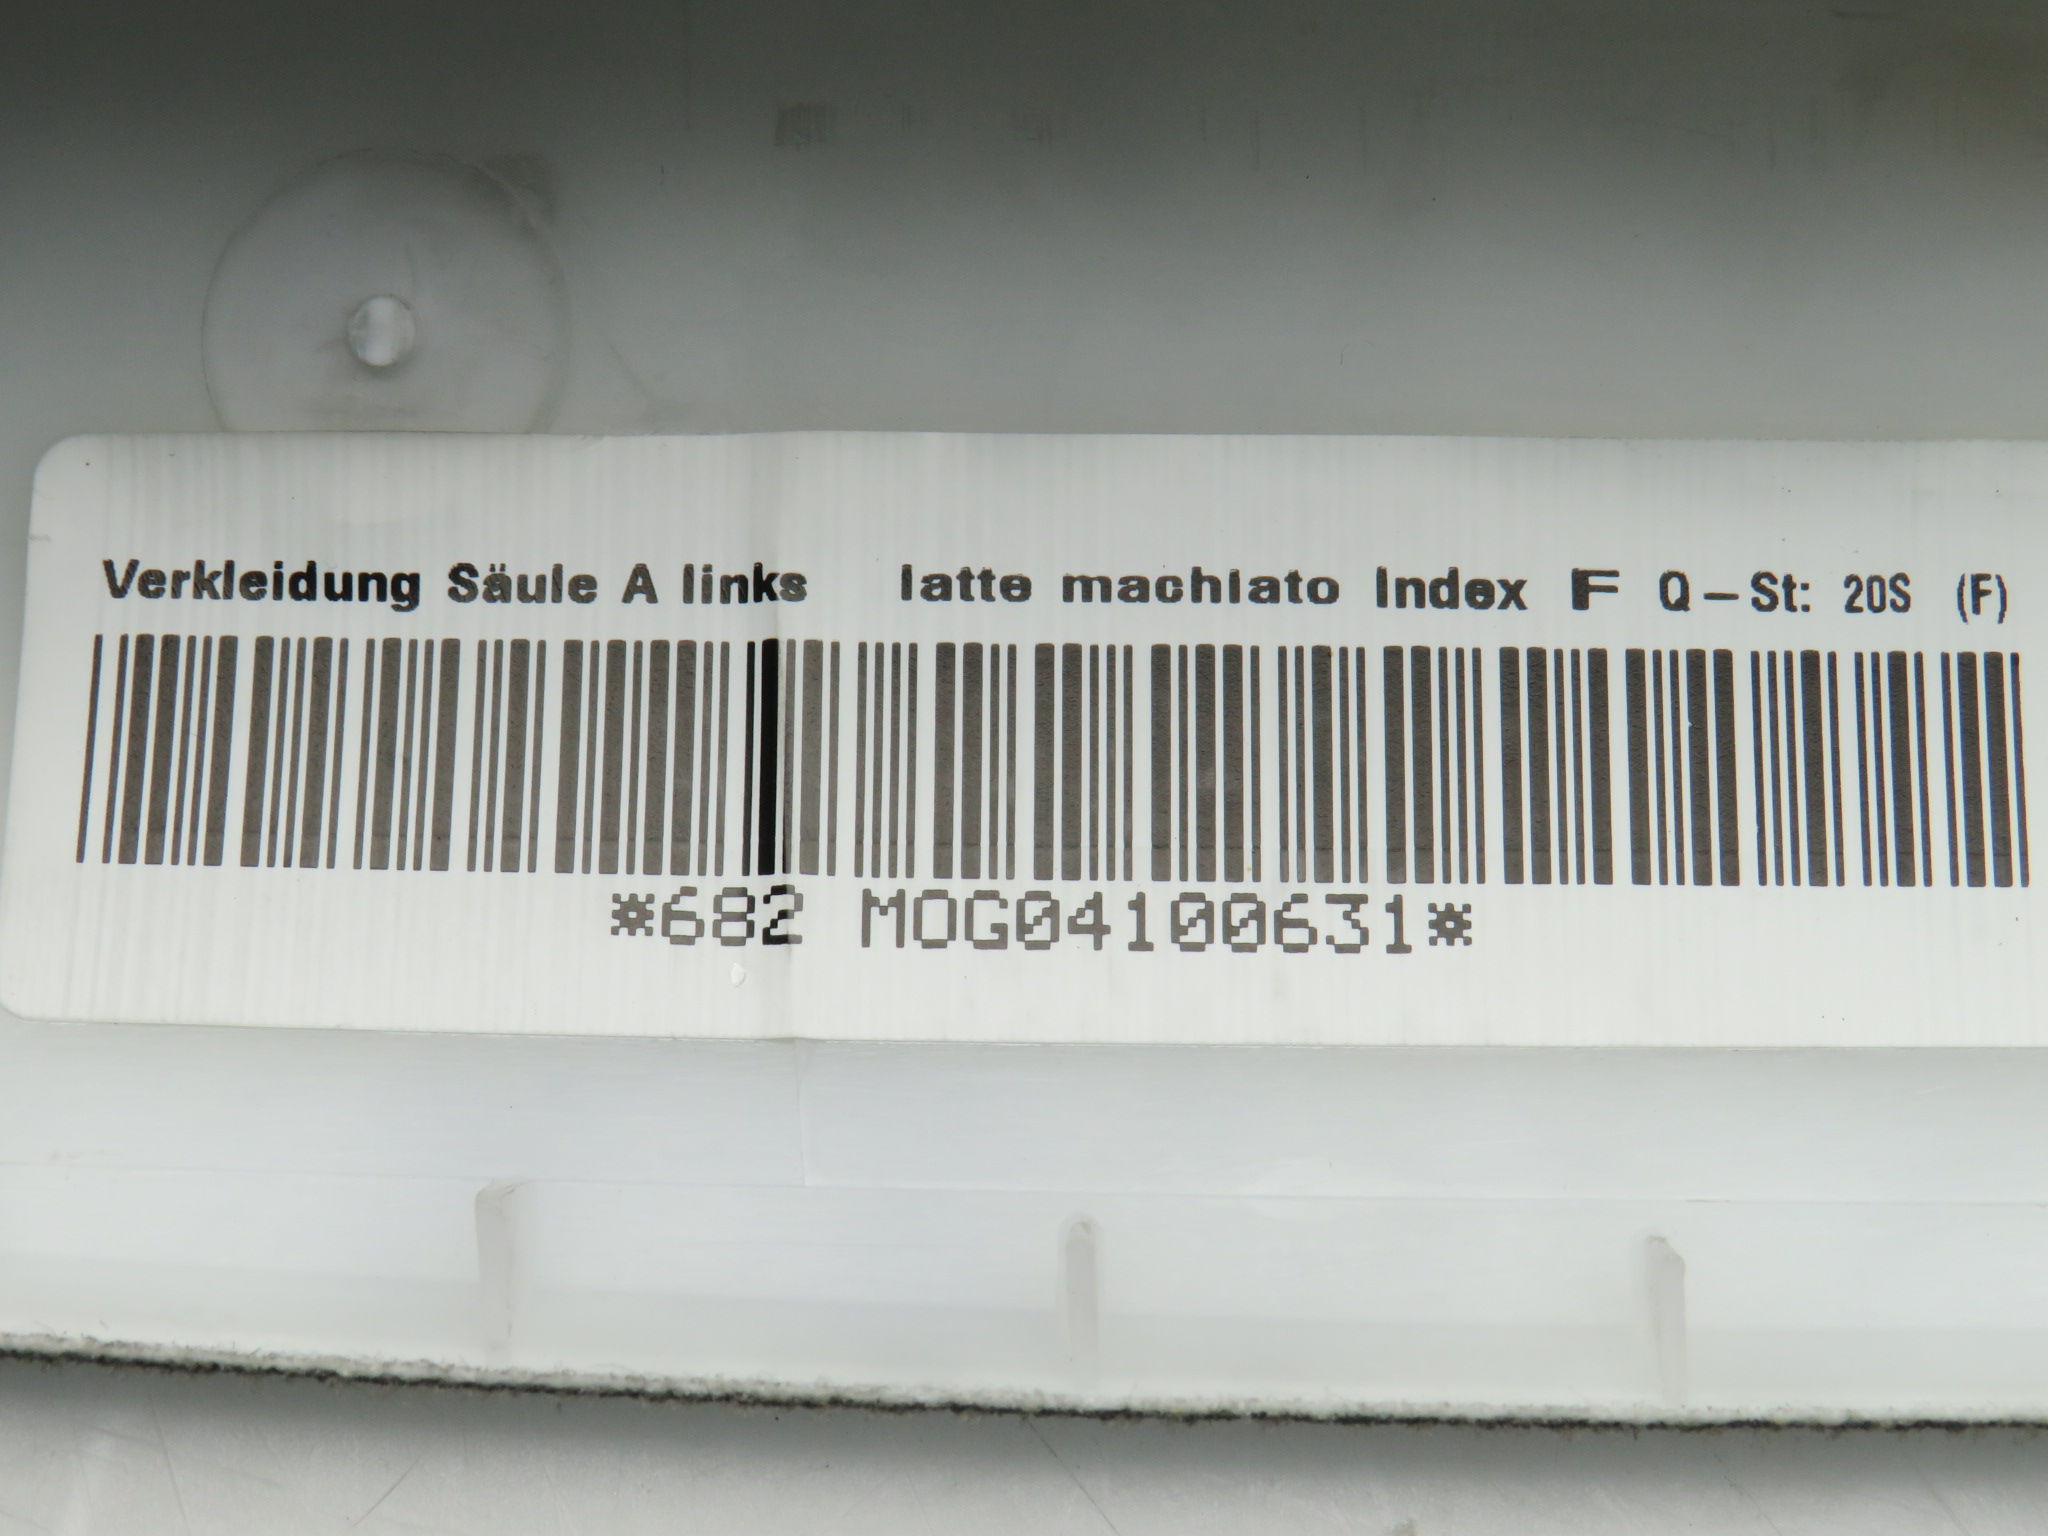 Verkleidung Säule A links latte machiato Index F Q-St: 20S (F)
*682 MOG04100631*